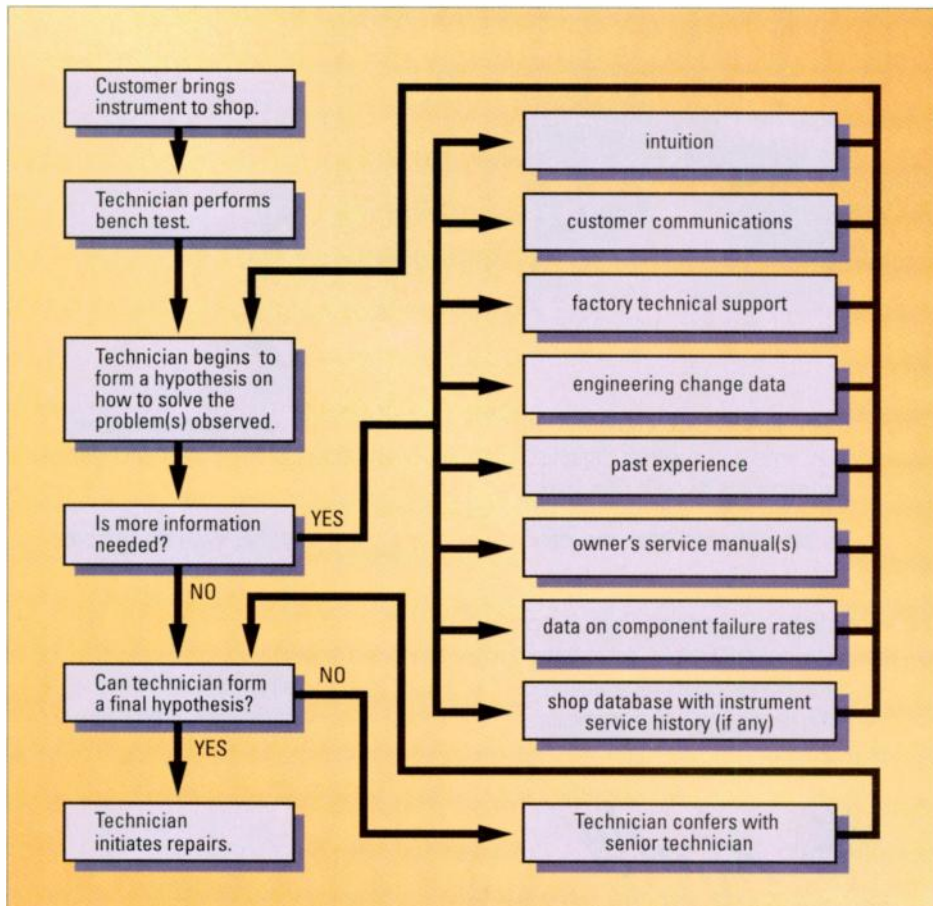 Customer brings
instrument to shop.
Technician performs
bench test.
Technician begins to
form a hypothesis on
how to solve the
problem(s) observed.
Is more information
needed?
YES
NO
Can technician form
a final hypothesis?
NO
YES
Technician
initiates repairs.
intuition
customer communications
factory technical support
engineering change data
past experience
owner's service manual(s)
data on component failure rates
shop database with instrument
service history (if any)
Technician confers with
senior technician